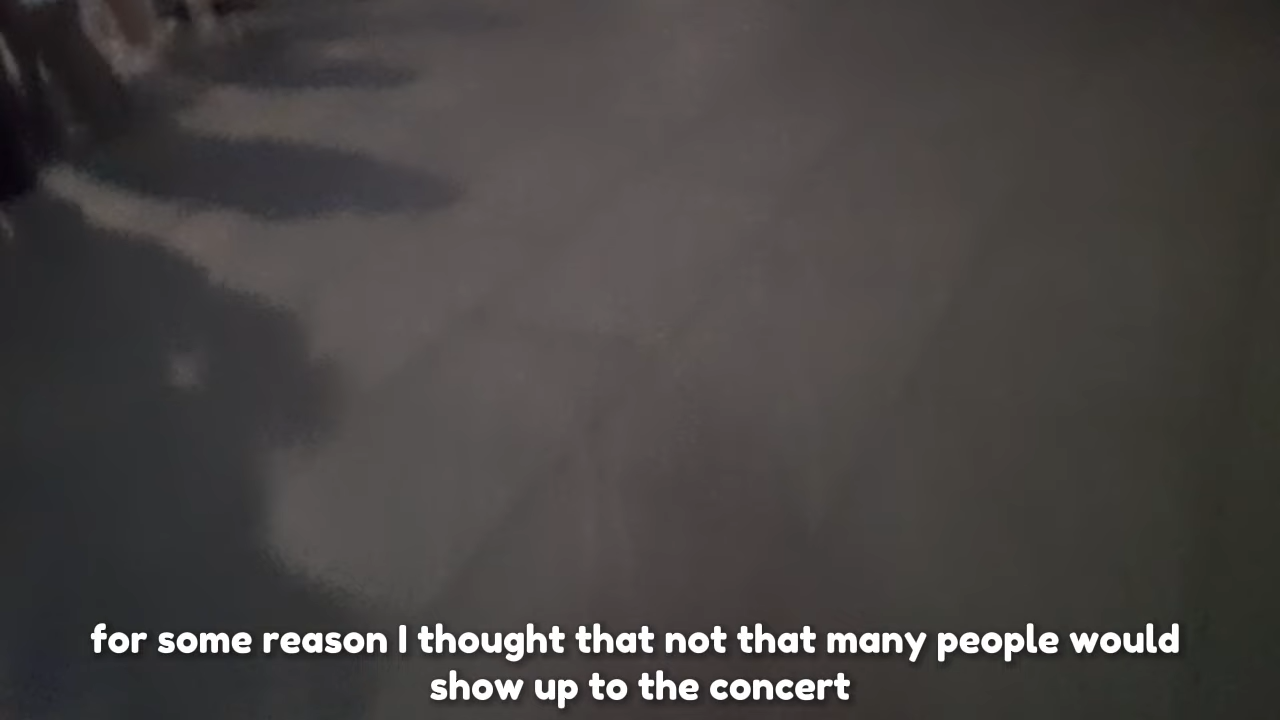 for some reason I thought that not that many people would
show up to the concert